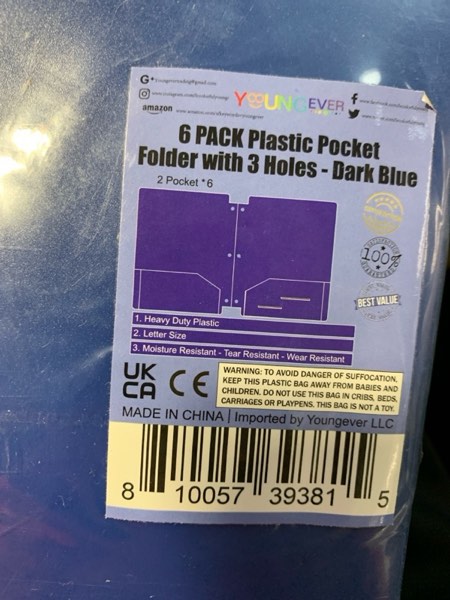 G+
YOUNGEVER
f
amazon
6 PACK Plastic Pocket
Folder with 3 Holes - Dark Blue
2 Pocket * 6
100%
BEST VALUE
1. Heavy Duty Plastic
2. Letter Size
3. Moisture Resistant - Tear Resistant - Wear Resistant
UK
CA CE
WARNING: TO AVOID DANGER OF SUFFOCATION,
KEEP THIS PLASTIC BAG AWAY FROM BABIES AND
CHILDREN. DO NOT USE THIS BAG IN CRIBS, BEDS,
CARRIAGES OR PLAYPENS. THIS BAG IS NOT A TOY.
MADE IN CHINA | Imported by Youngever LLC
8 10057 39381 5